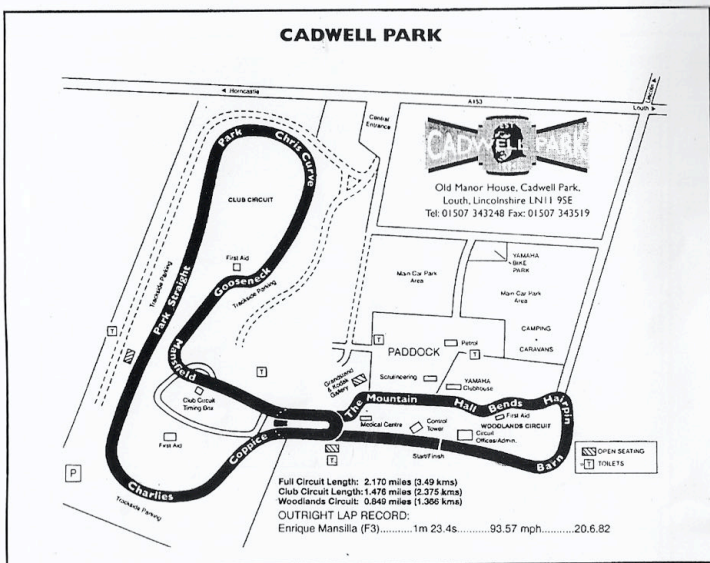 CADWELL PARK
Horncastle
A153
Lincoln
Louth
Central
Entrance
CADWELL PARK
Old Manor House, Cadwell Park,
Louth, Lincolnshire LN11 9SE
Tel: 01507 343248 Fax: 01507 343519
Park
Chris Curve
CLUB CIRCUIT
First Aid
Gooseneck
Trackside Parking
Trackside Parking
Park Straight
Mansfield
T
T
T
T
YAMAHA
BIKE
PARK
Main Car Park
Area
Main Car Park
Area
CAMPING
CARAVANS
PADDOCK
Petrol
Scrutineering
YAMAHA
Clubhouse
Grandstand
& Kodak
Gallery
Club Circuit
Timing Box
First Aid
The Mountain
Hall Bends
Hairpin
First Aid
Medical Centre
Control
Tower
WOODLANDS CIRCUIT
Circuit
Offices/Admin.
Start/Finish
Barn
Coppice
Charlies
Trackside Parking
P
T
OPEN SEATING
T TOILETS
Full Circuit Length: 2.170 miles (3.49 kms)
Club Circuit Length: 1.476 miles (2.375 kms)
Woodlands Circuit: 0.849 miles (1.366 kms)
OUTRIGHT LAP RECORD:
Enrique Mansilla (F3)...........1m 23.4s..........93.57 mph..........20.6.82